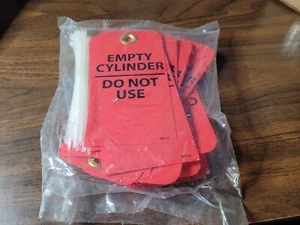 EMPTY
CYLINDER
DO NOT
USE